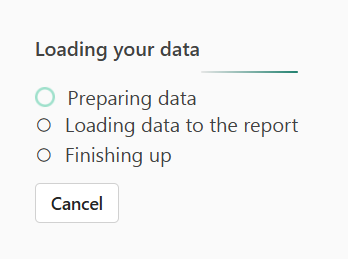 Loading your data
Preparing data
Loading data to the report
Finishing up
Cancel